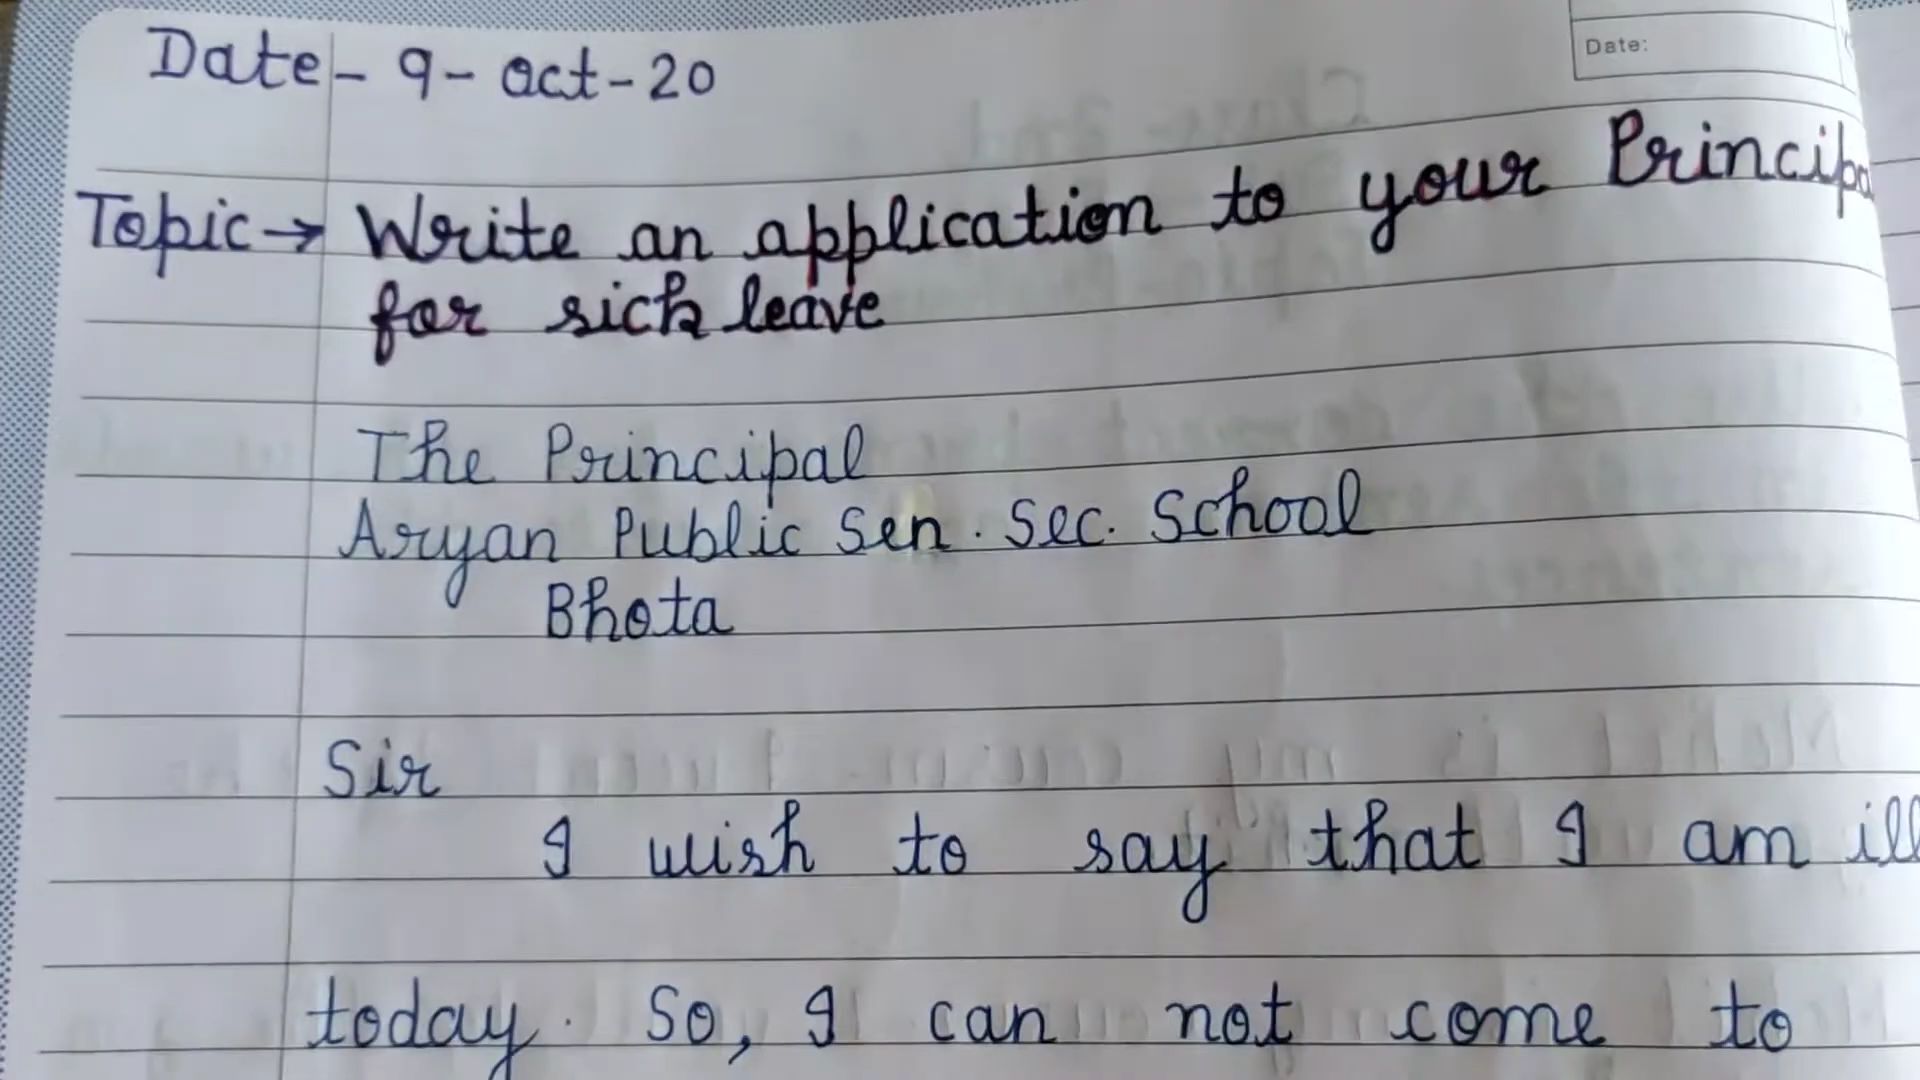 Date:
Date - 9 - Oct - 20
Topic → Write an application to your Principa
for sick leave
The Principal
Aryan Public Sen. Sec. School
Bhota
Sir
I wish to say that I am ill
today. So, I can not come to